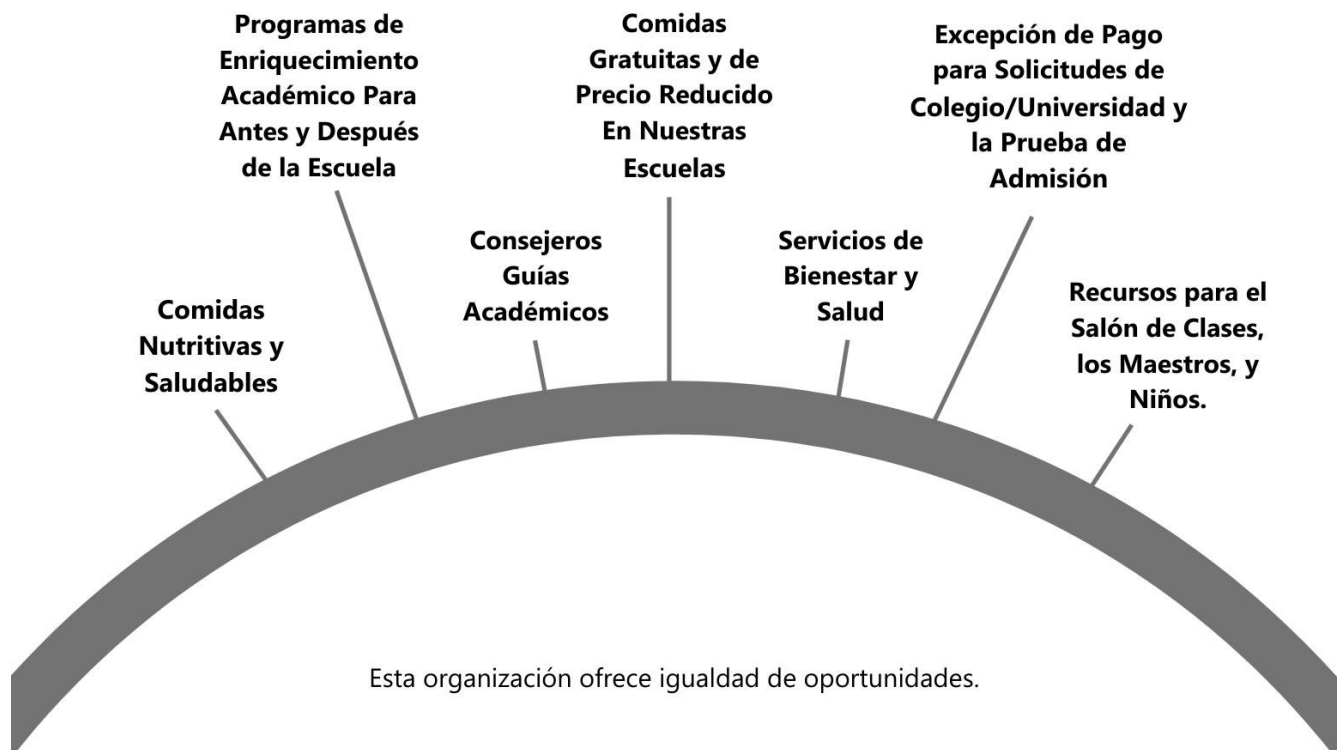 Programas de
Enriquecimiento
Académico Para
Antes y Después
de la Escuela
Comidas
Gratuitas y de
Precio Reducido
En Nuestras
Escuelas
Excepción de Pago
para Solicitudes de
Colegio/Universidad y
la Prueba de
Admisión
Comidas
Nutritivas y
Saludables
Consejeros
Guías
Académicos
Servicios de
Bienestar y
Salud
Recursos para el
Salón de Clases,
los Maestros, y
Niños.
Esta organización ofrece igualdad de oportunidades.